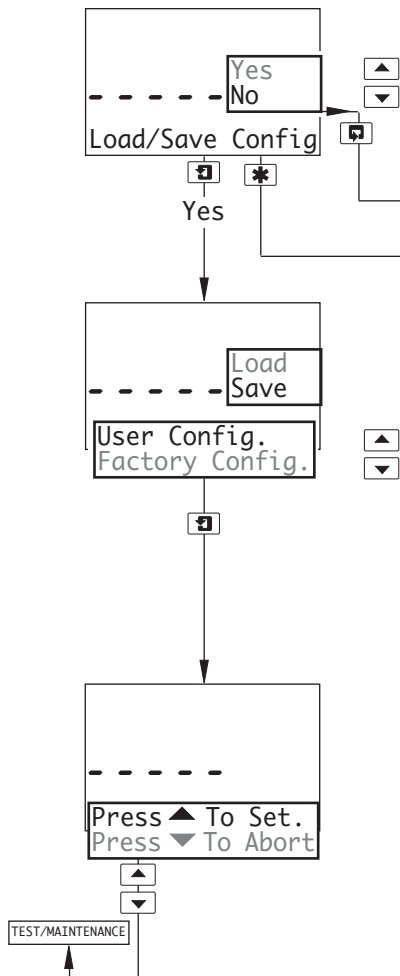 Yes
No
Load/Save Config
Yes
Load
Save
User Config.
Factory Config.
Press ▲ To Set.
Press ▼ To Abort
TEST/MAINTENANCE